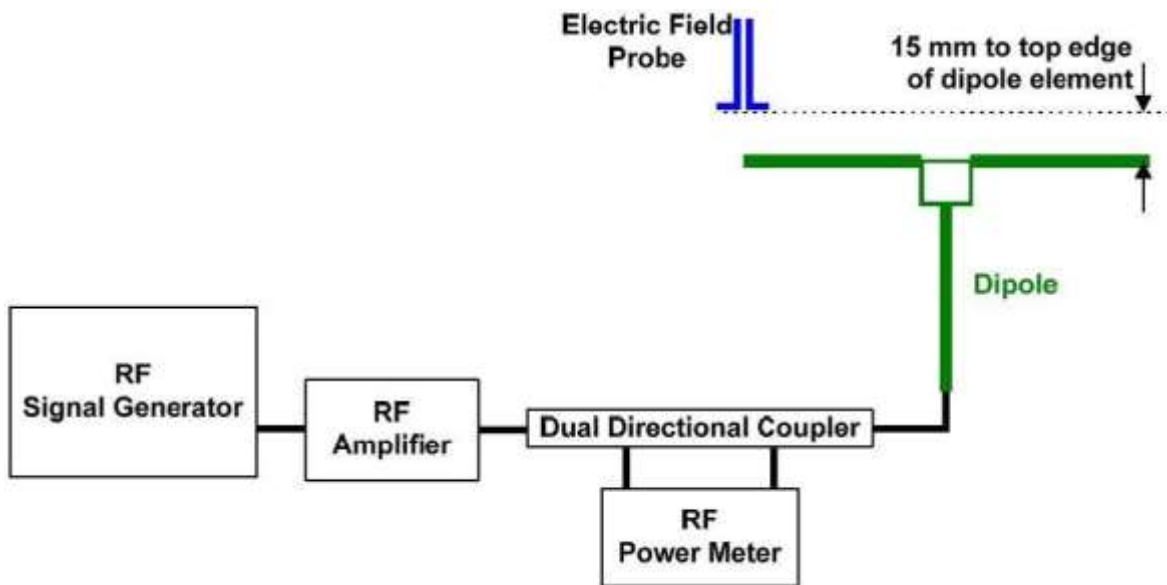 Electric Field
Probe
15 mm to top edge
of dipole element
Dipole
RF
Signal Generator
RF
Amplifier
Dual Directional Coupler
RF
Power Meter